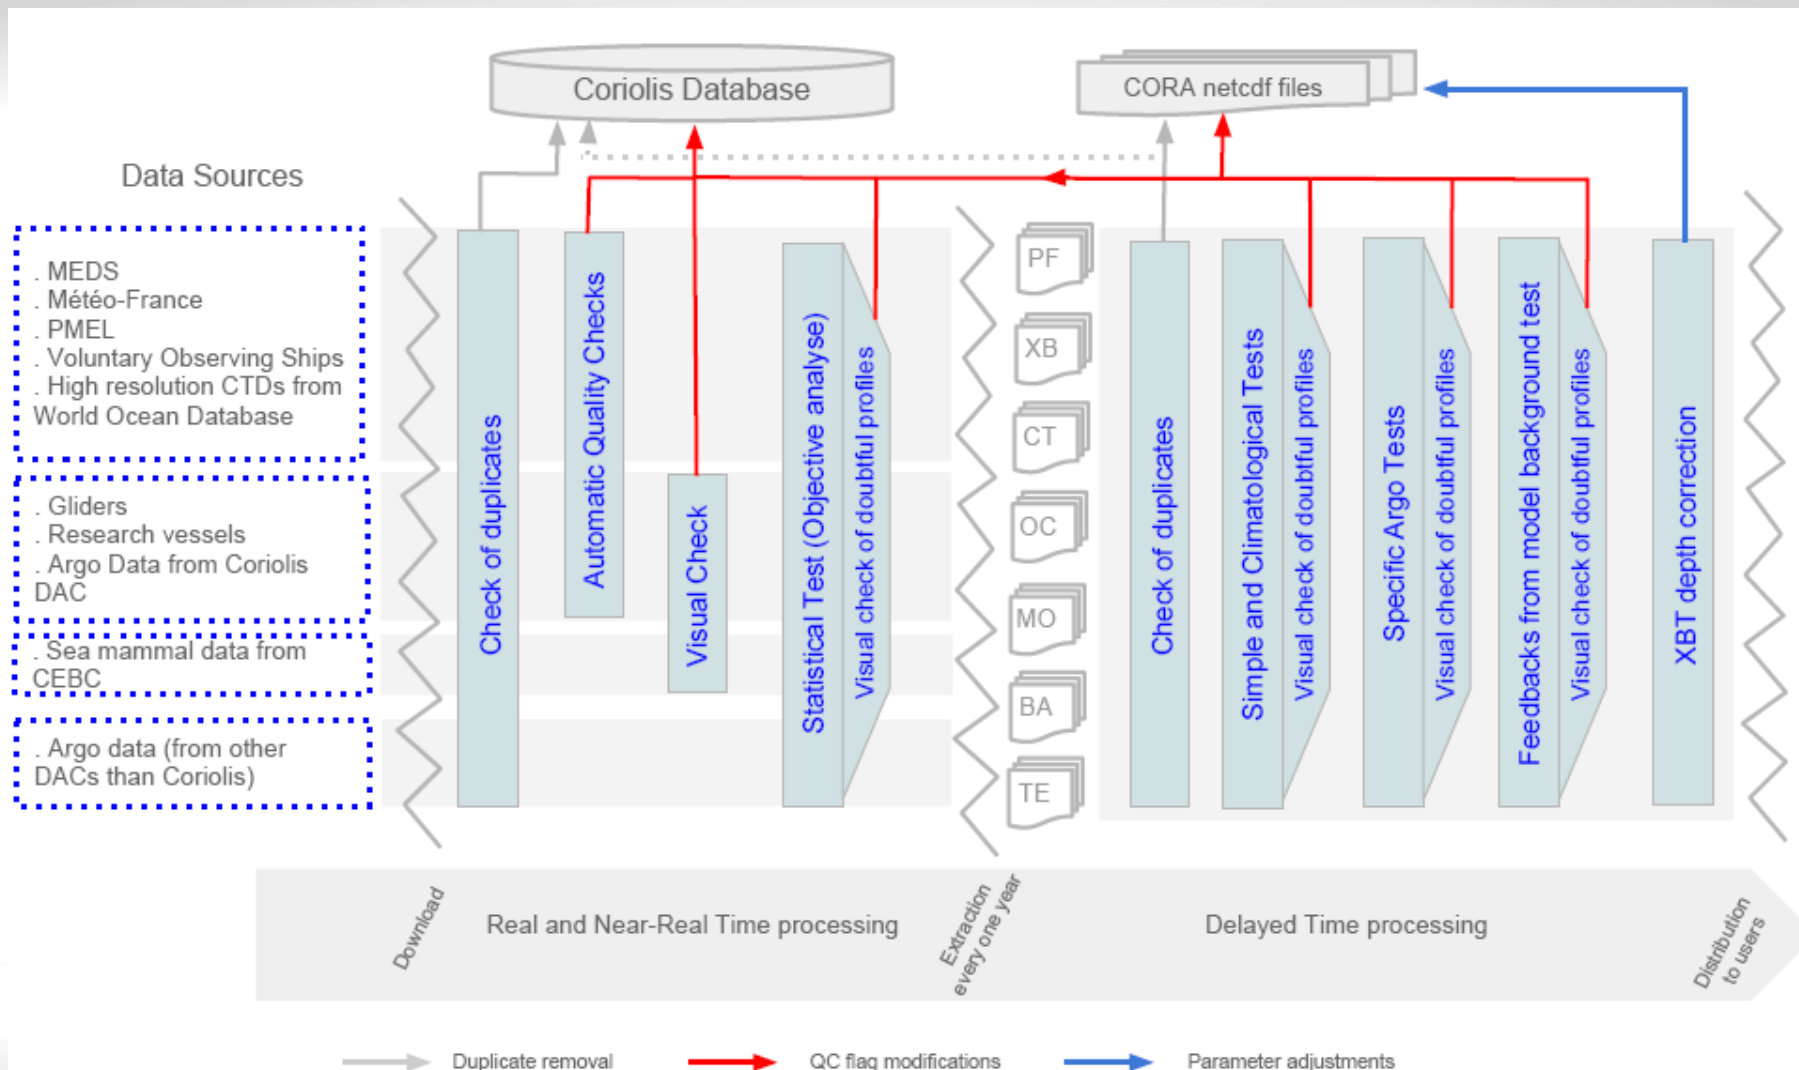 Coriolis Database
CORA netcdf files
Data Sources
. MEDS
. Météo-France
. PMEL
. Voluntary Observing Ships
. High resolution CTDs from
World Ocean Database
. Gliders
. Research vessels
. Argo Data from Coriolis
DAC
. Sea mammal data from
CEBC
. Argo data (from other
DACs than Coriolis)
Check of duplicates
Automatic Quality Checks
Visual Check
Statistical Test (Objective analyse)
Visual check of doubtful profiles
PF
XB
CT
OC
MO
BA
TE
Check of duplicates
Simple and Climatological Tests
Visual check of doubtful profiles
Specific Argo Tests
Visual check of doubtful profiles
Feedbacks from model background test
Visual check of doubtful profiles
XBT depth correction
Download
Real and Near-Real Time processing
Extraction
every one year
Delayed Time processing
Distribution
to users
Duplicate removal
QC flag modifications
Parameter adjustments